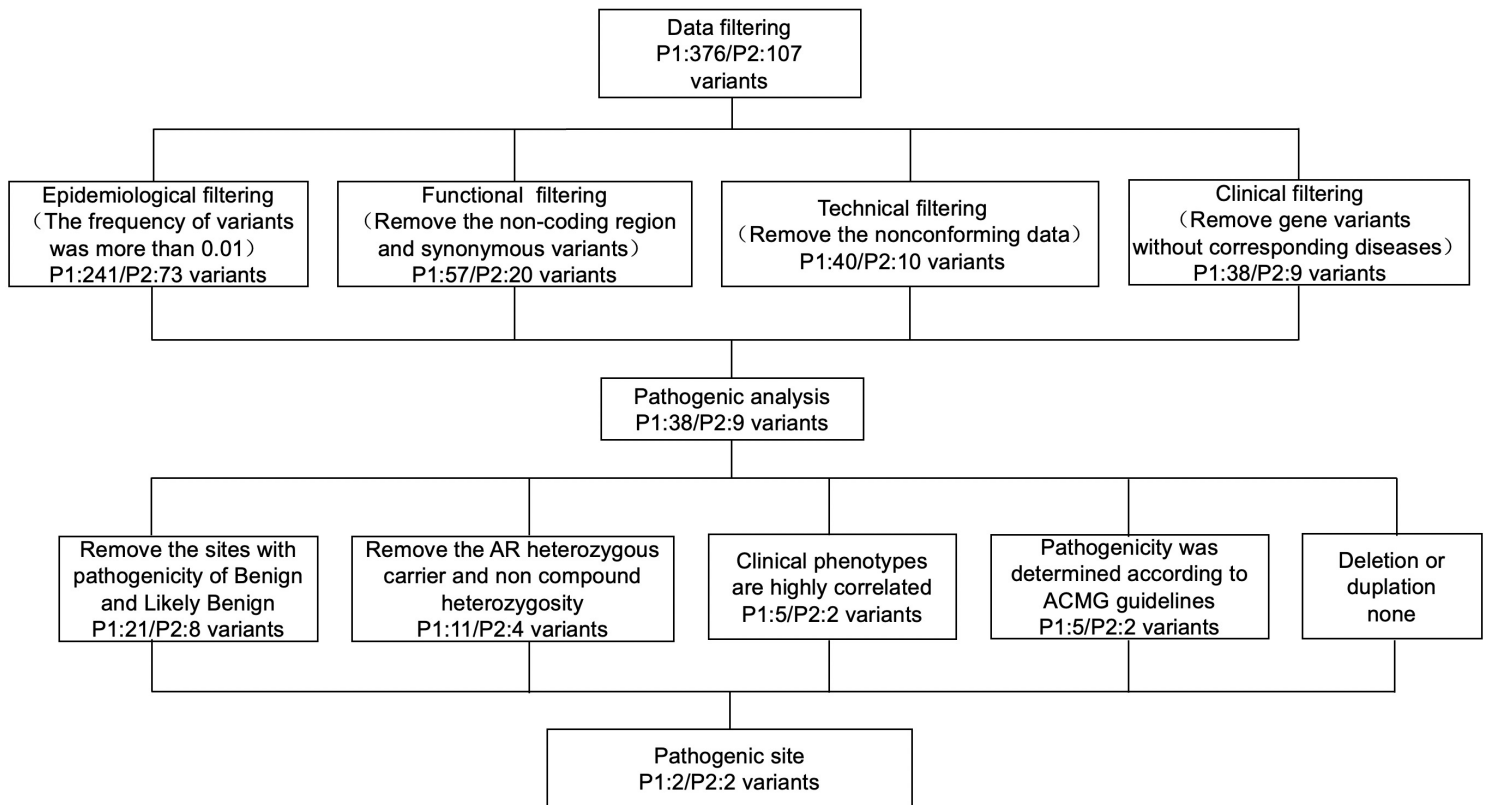 Data filtering
P1:376/P2:107
variants
Epidemiological filtering
（The frequency of variants
was more than 0.01）
P1:241/P2:73 variants
Functional  filtering
（Remove the non-coding region
and synonymous variants）
P1:57/P2:20 variants
Technical filtering
（Remove the nonconforming data）
P1:40/P2:10 variants
Clinical filtering
（Remove gene variants
without corresponding diseases）
P1:38/P2:9 variants
Pathogenic analysis
P1:38/P2:9 variants
Remove the sites with
pathogenicity of Benign
and Likely Benign
P1:21/P2:8 variants
Remove the AR heterozygous
carrier and non compound
heterozygosity
P1:11/P2:4 variants
Clinical phenotypes
are highly correlated
P1:5/P2:2 variants
Pathogenicity was
determined according to
ACMG guidelines
P1:5/P2:2 variants
Deletion or
duplation
none
Pathogenic site
P1:2/P2:2 variants